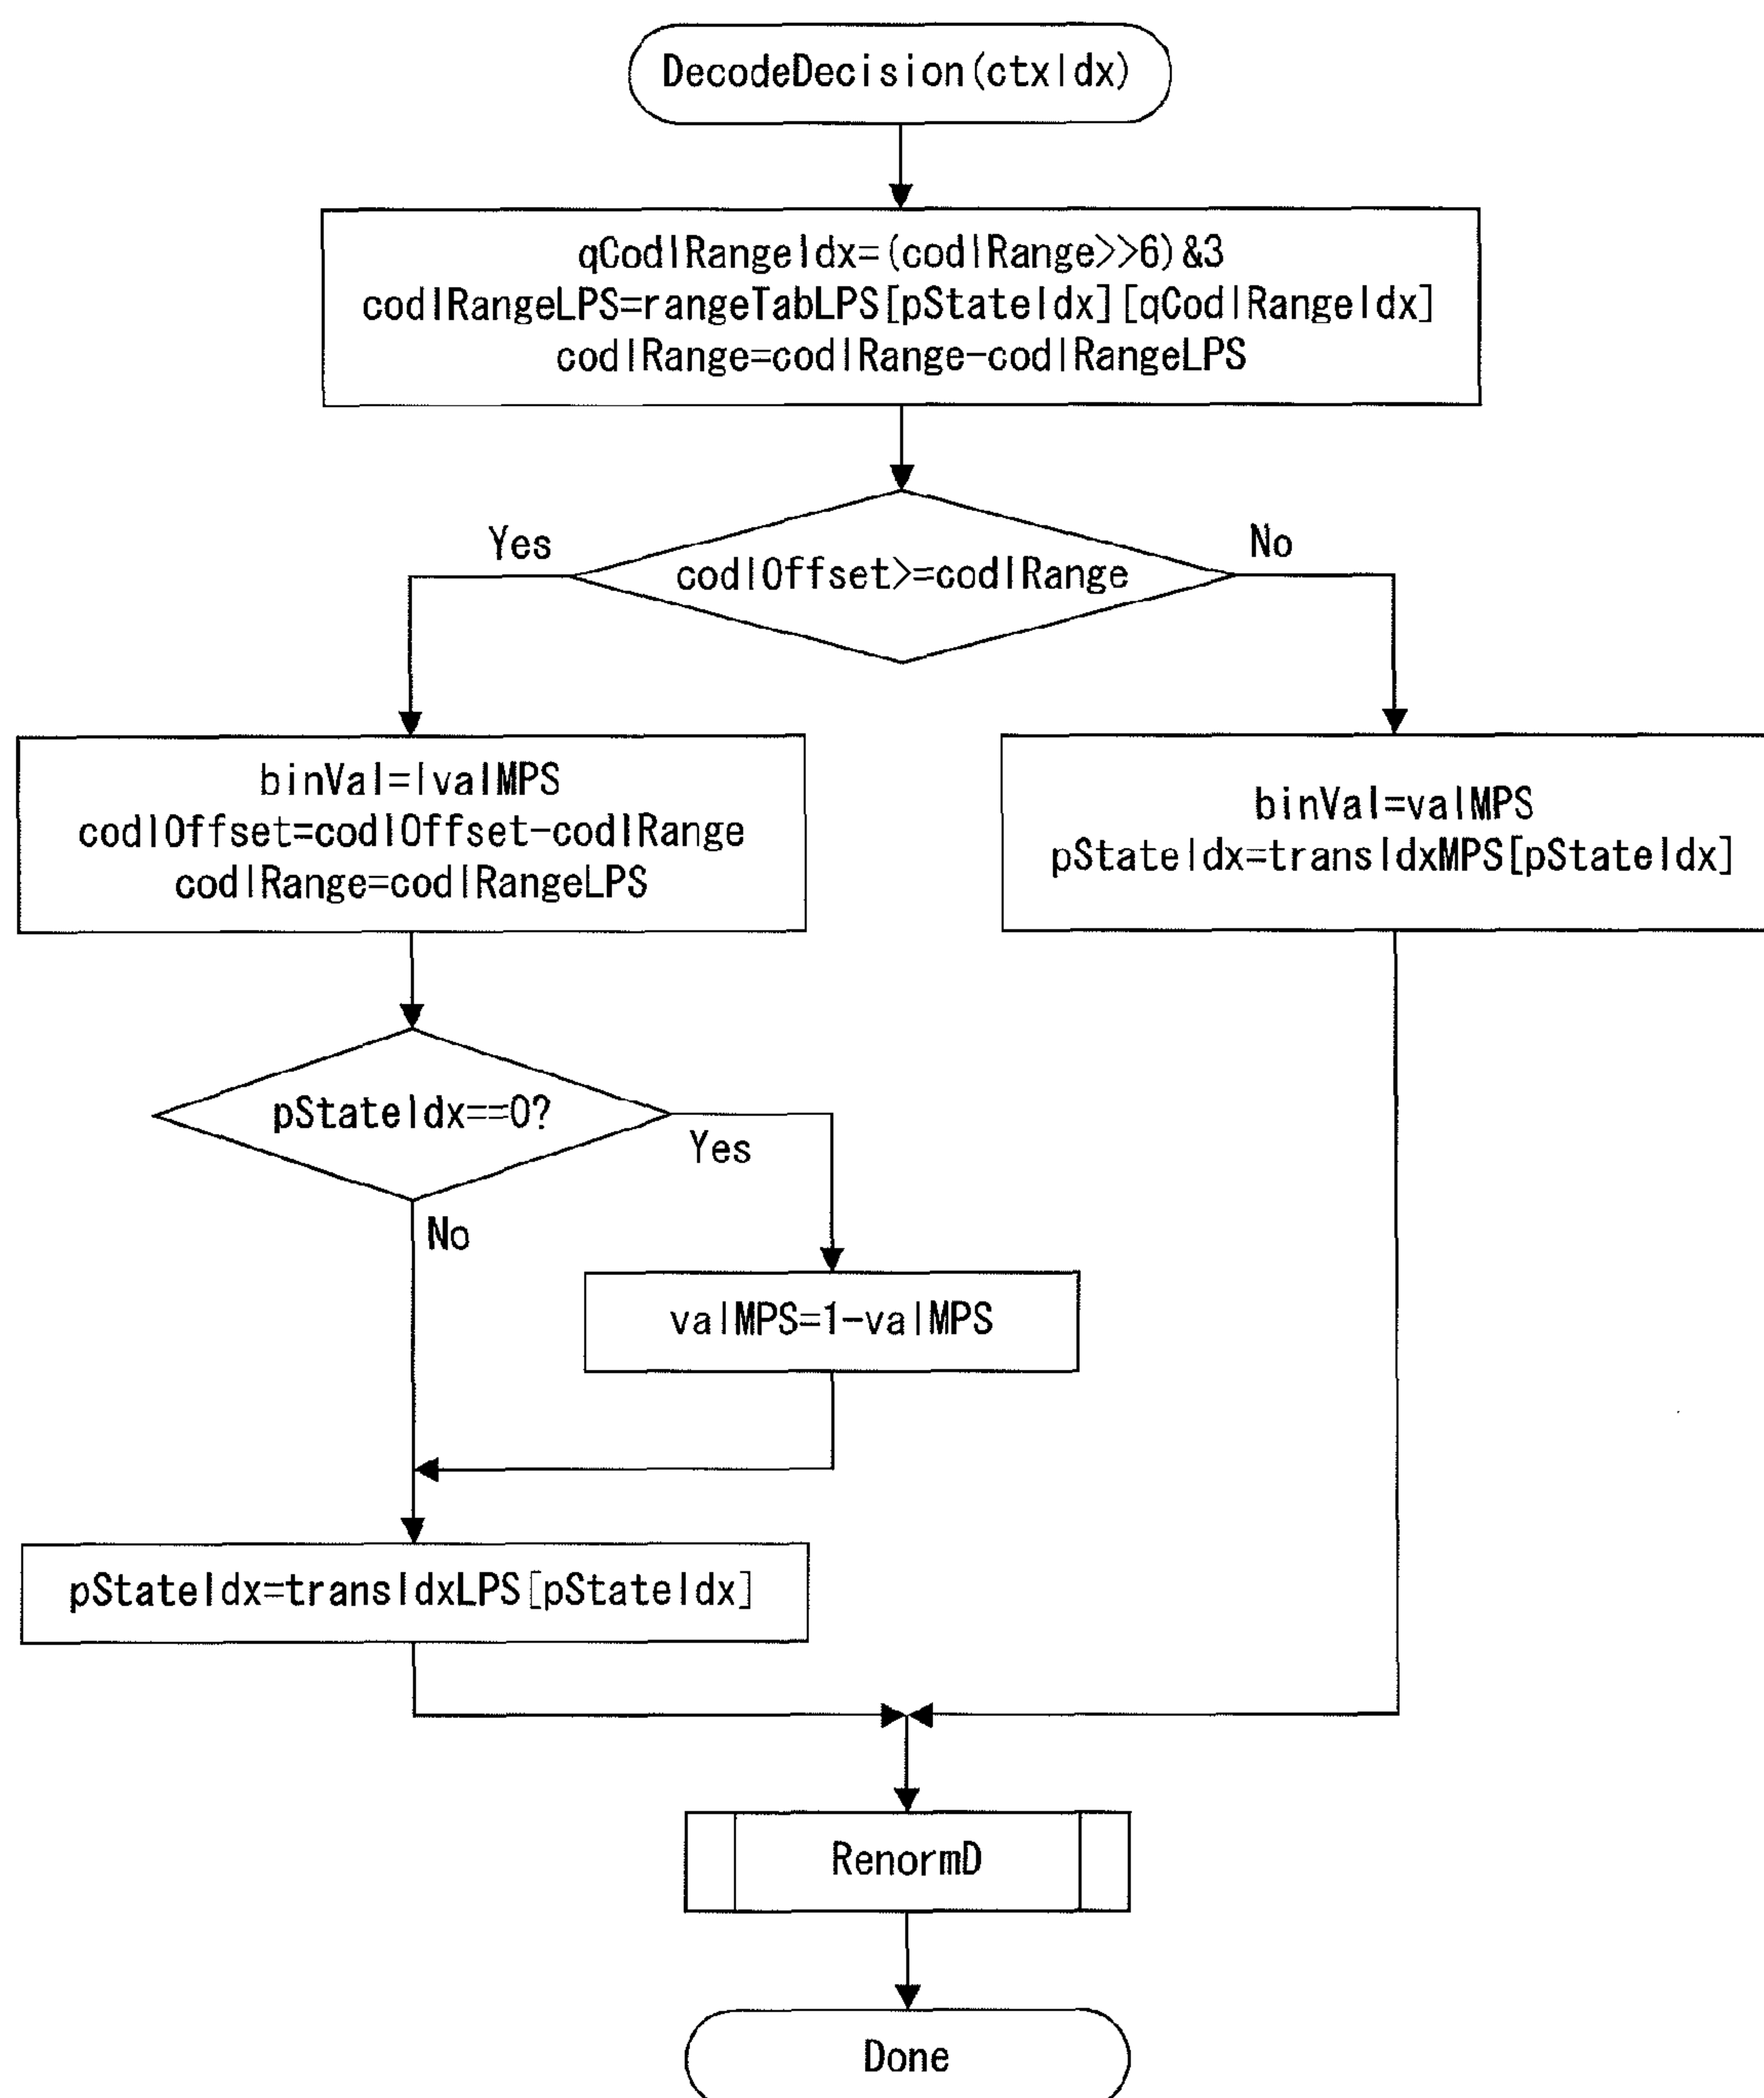 DecodeDecision(ctxIdx)
qCodIRangeIdx=(codIRange>>6)&3
codIRangeLPS=rangeTabLPS[pStateIdx][qCodIRangeIdx]
codIRange=codIRange-codIRangeLPS
Yes
No
codIOffset>=codIRange
binVal=|valMPS
codIOffset=codIOffset-codIRange
codIRange=codIRangeLPS
binVal=valMPS
pStateIdx=transIdxMPS[pStateIdx]
pStateIdx==0?
Yes
No
valMPS=1-valMPS
pStateIdx=transIdxLPS[pStateIdx]
RenormD
Done